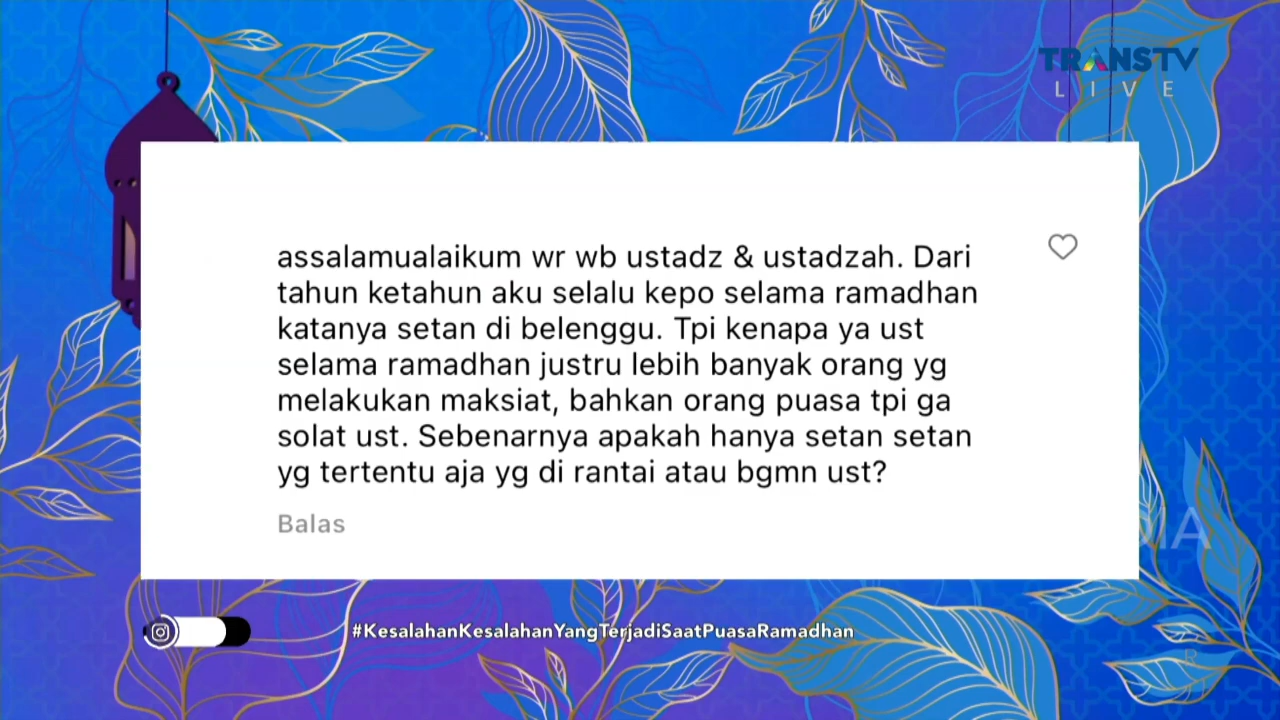 TRANSTV
LIVE
assalamualaikum wr wb ustadz & ustadzah. Dari
tahun ketahun aku selalu kepo selama ramadhan
katanya setan di belenggu. Tpi kenapa ya ust
selama ramadhan justru lebih banyak orang yg
melakukan maksiat, bahkan orang puasa tpi ga
solat ust. Sebenarnya apakah hanya setan setan
yg tertentu aja yg di rantai atau bgmn ust?
Balas
#KesalahanKesalahanYangTerjadiSaatPuasaRamadhan